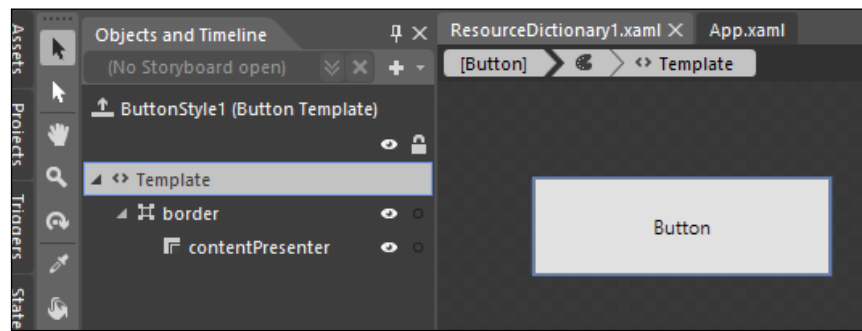 Assets
Projects
Triggers
State
Objects and Timeline
(No Storyboard open)
ButtonStyle1 (Button Template)
Template
border
contentPresenter
ResourceDictionary1.xaml App.xaml
[Button] Template
Button